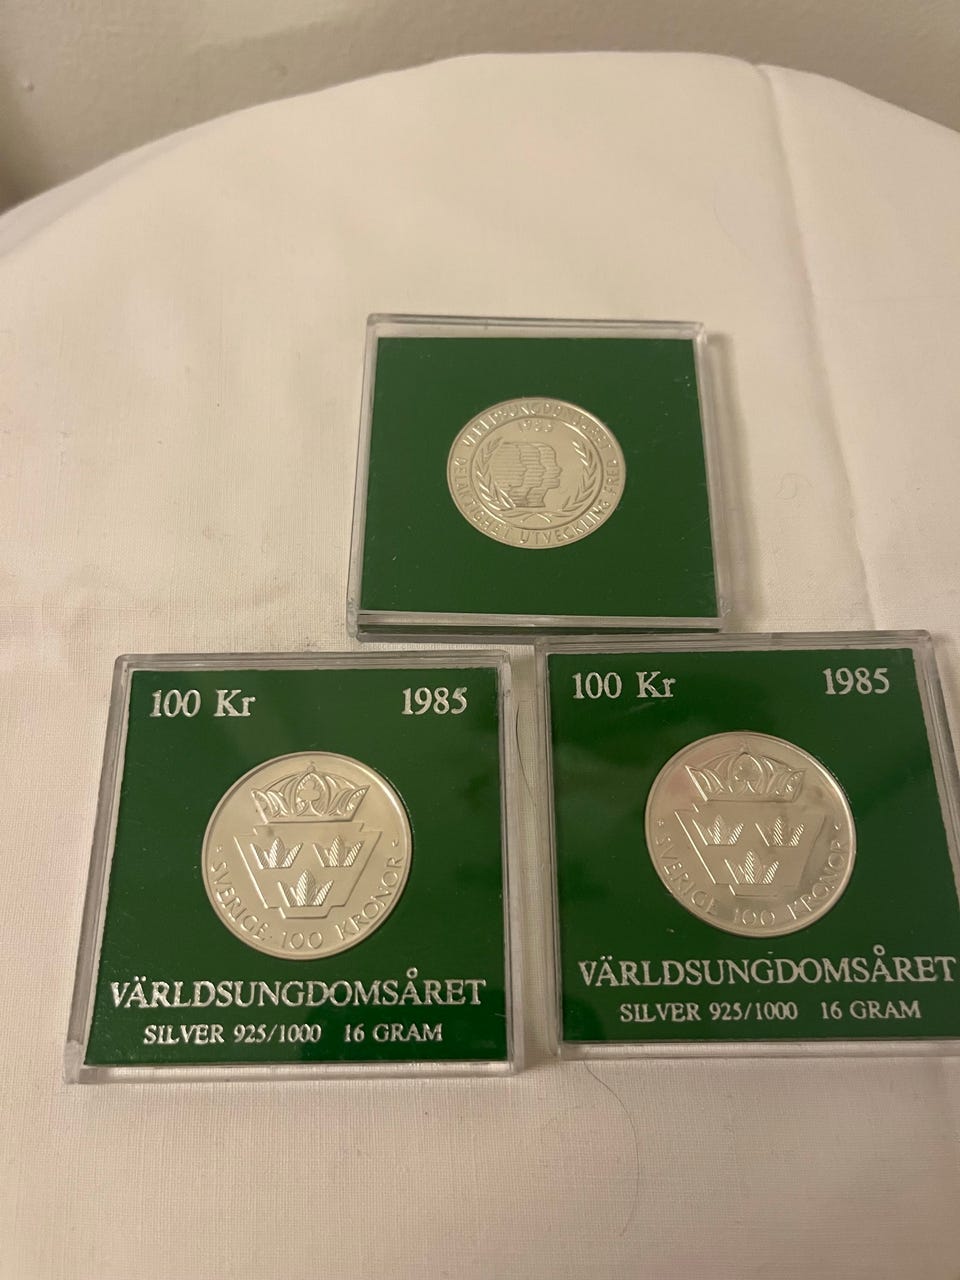 VÄRLDSUNGDOMSÅRET
1985
DELAKTIGHET UTVECKLING FRED
100 Kr 1985
SVERIGE · 100 KRONOR
VÄRLDSUNGDOMSÅRET
SILVER 925/1000 16 GRAM
100 Kr 1985
SVERIGE 100 KRONOR
VÄRLDSUNGDOMSÅRET
SILVER 925/1000 16 GRAM